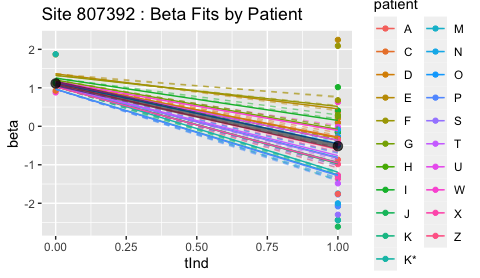 Site 807392 : Beta Fits by Patient
patient
A
C
D
E
F
G
H
I
J
K
K*
M
N
O
P
S
T
U
W
X
Z
beta
2
1
0
-1
-2
0.00
0.25
0.50
0.75
1.00
tInd